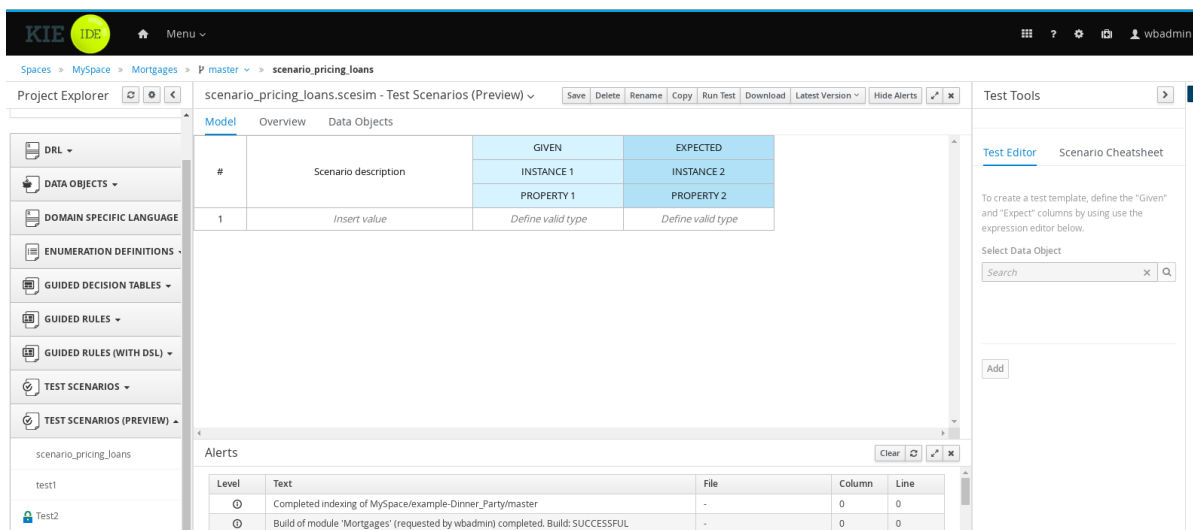 KIE IDE Menu ? wbadmin
Spaces » MySpace » Mortgages » master » scenario_pricing_loans
Project Explorer
DRL
DATA OBJECTS
DOMAIN SPECIFIC LANGUAGE
ENUMERATION DEFINITIONS
GUIDED DECISION TABLES
GUIDED RULES
GUIDED RULES (WITH DSL)
TEST SCENARIOS
TEST SCENARIOS (PREVIEW)
scenario_pricing_loans
test1
Test2
scenario_pricing_loans.scesim - Test Scenarios (Preview)
Save Delete Rename Copy Run Test Download Latest Version Hide Alerts
Model Overview Data Objects
# Scenario description GIVEN EXPECTED
INSTANCE 1 INSTANCE 2
PROPERTY 1 PROPERTY 2
1 Insert value Define valid type Define valid type
Alerts Clear
Level Text File Column Line
Completed indexing of MySpace/example-Dinner_Party/master - 0 0
Build of module 'Mortgages' (requested by wbadmin) completed. Build: SUCCESSFUL - 0 0
Test Tools
Test Editor Scenario Cheatsheet
To create a test template, define the "Given"
and "Expect" columns by using use the
expression editor below.
Select Data Object
Search
Add